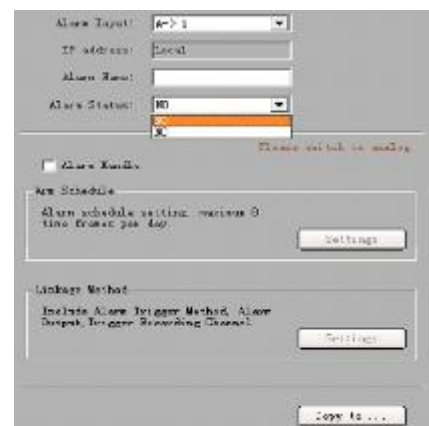 Alarm Input: A-> 1
IP address: Local
Alarm Name:
Alarm Status: NO
NO
NC
Please switch to analog
Alarm Handle
Arm Schedule
Alarm schedule setting, maximum 8
time frames per day.
Settings
Linkage Method
Include Alarm Trigger Method, Alarm
Output, Trigger Recording Channel
Settings
Copy to ...